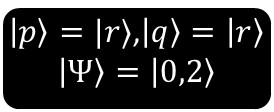 |p⟩ = |r⟩,|q⟩ = |r⟩
|Ψ⟩ = |0,2⟩